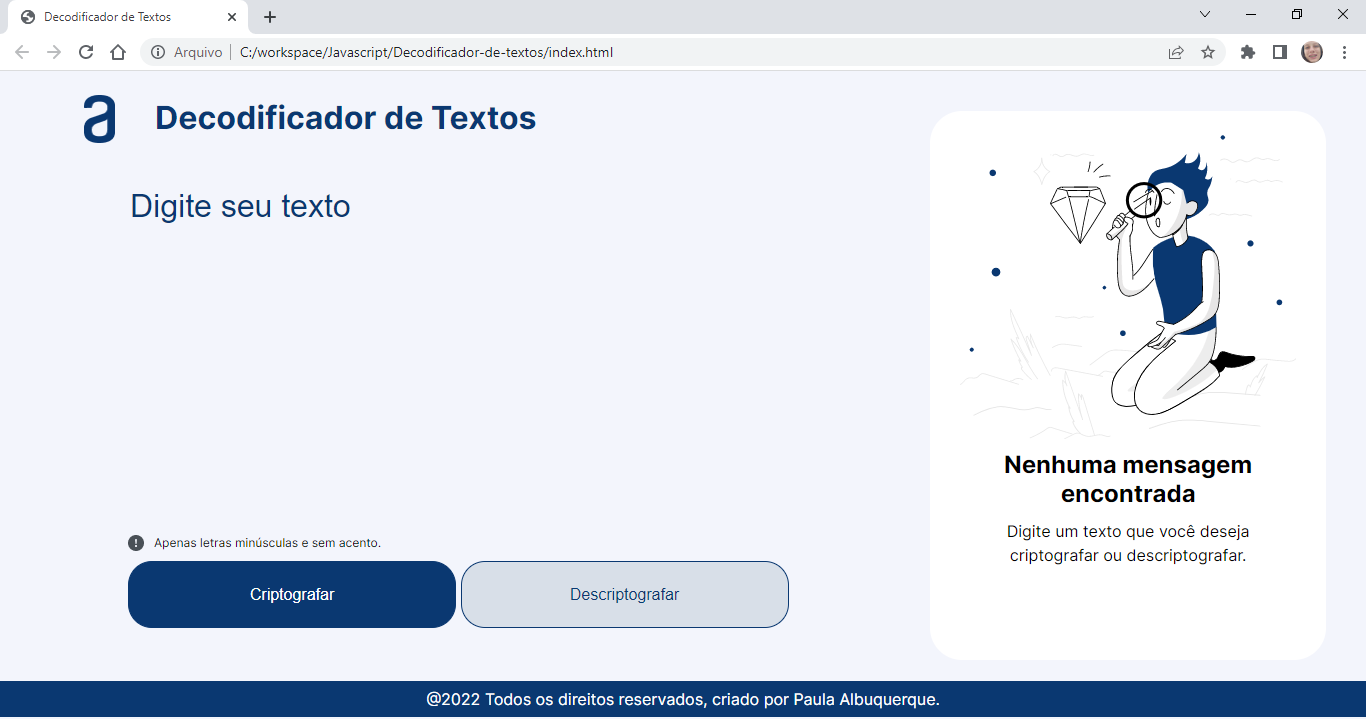 Decodificador de Textos
Arquivo | C:/workspace/Javascript/Decodificador-de-textos/index.html
a
Decodificador de Textos
Digite seu texto
Nenhuma mensagem
encontrada
Digite um texto que você deseja
criptografar ou descriptografar.
! Apenas letras minúsculas e sem acento.
Criptografar
Descriptografar
@2022 Todos os direitos reservados, criado por Paula Albuquerque.